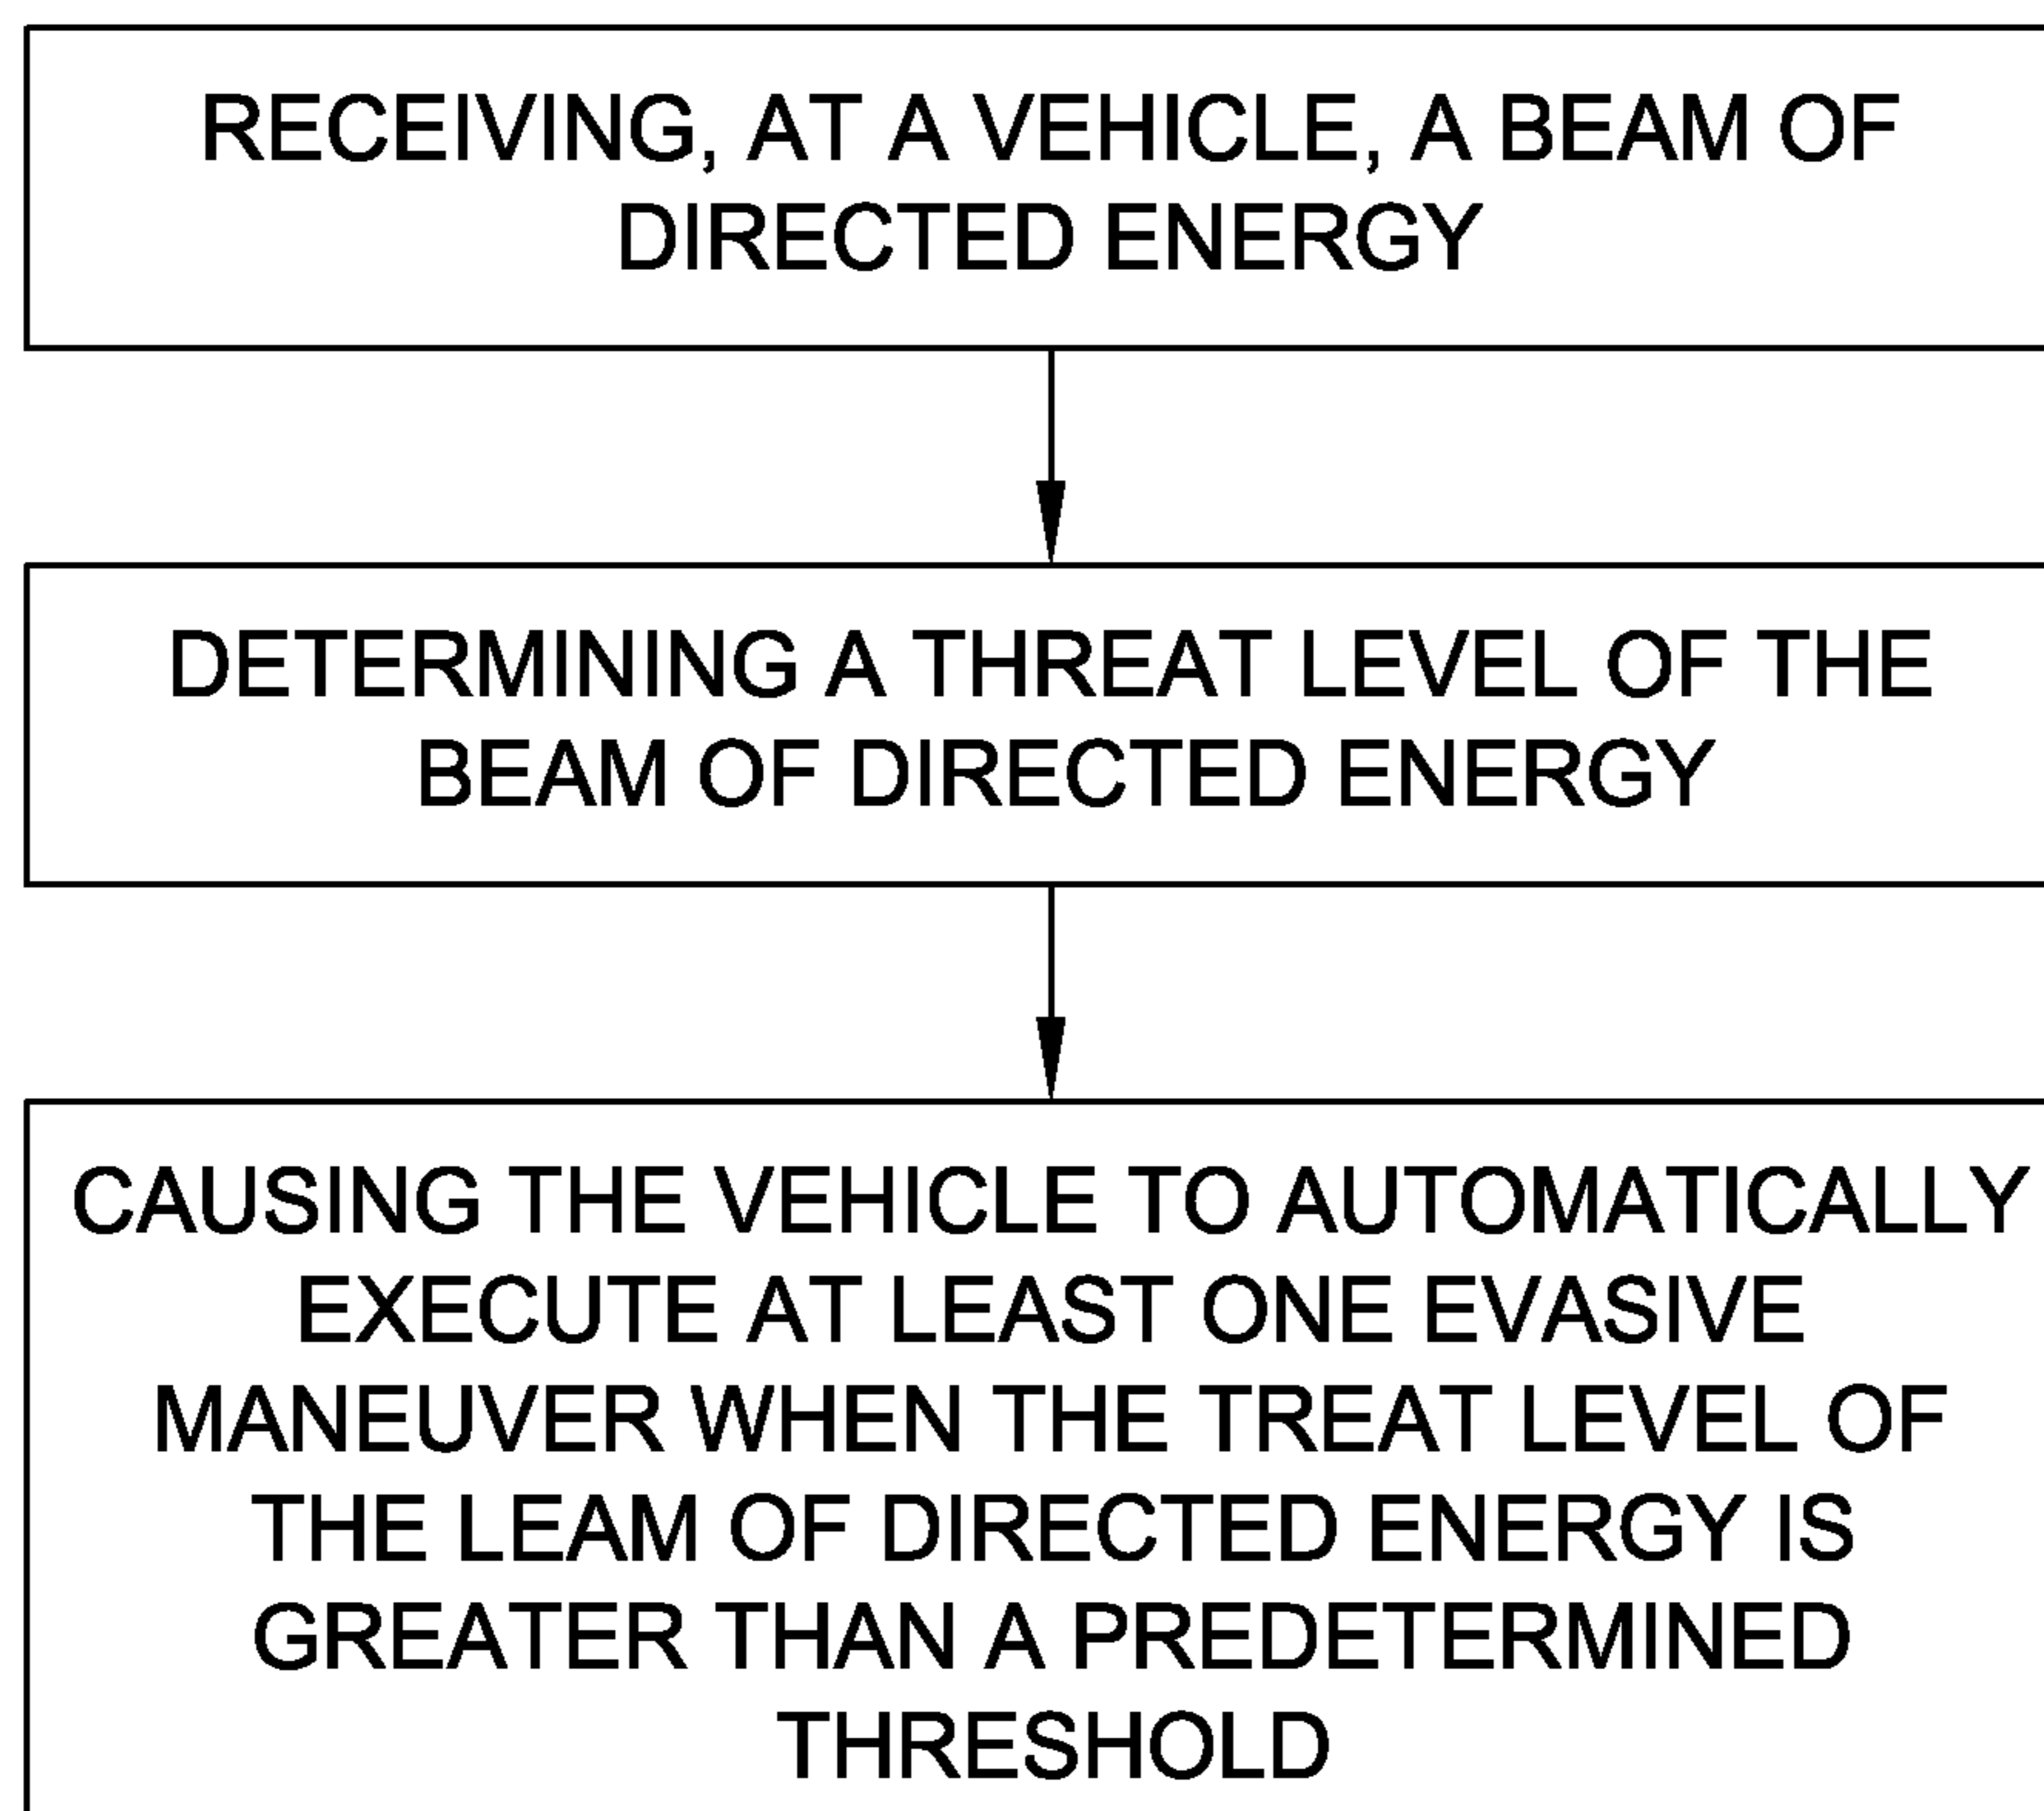 RECEIVING, AT A VEHICLE, A BEAM OF
DIRECTED ENERGY
DETERMINING A THREAT LEVEL OF THE
BEAM OF DIRECTED ENERGY
CAUSING THE VEHICLE TO AUTOMATICALLY
EXECUTE AT LEAST ONE EVASIVE
MANEUVER WHEN THE TREAT LEVEL OF
THE LEAM OF DIRECTED ENERGY IS
GREATER THAN A PREDETERMINED
THRESHOLD